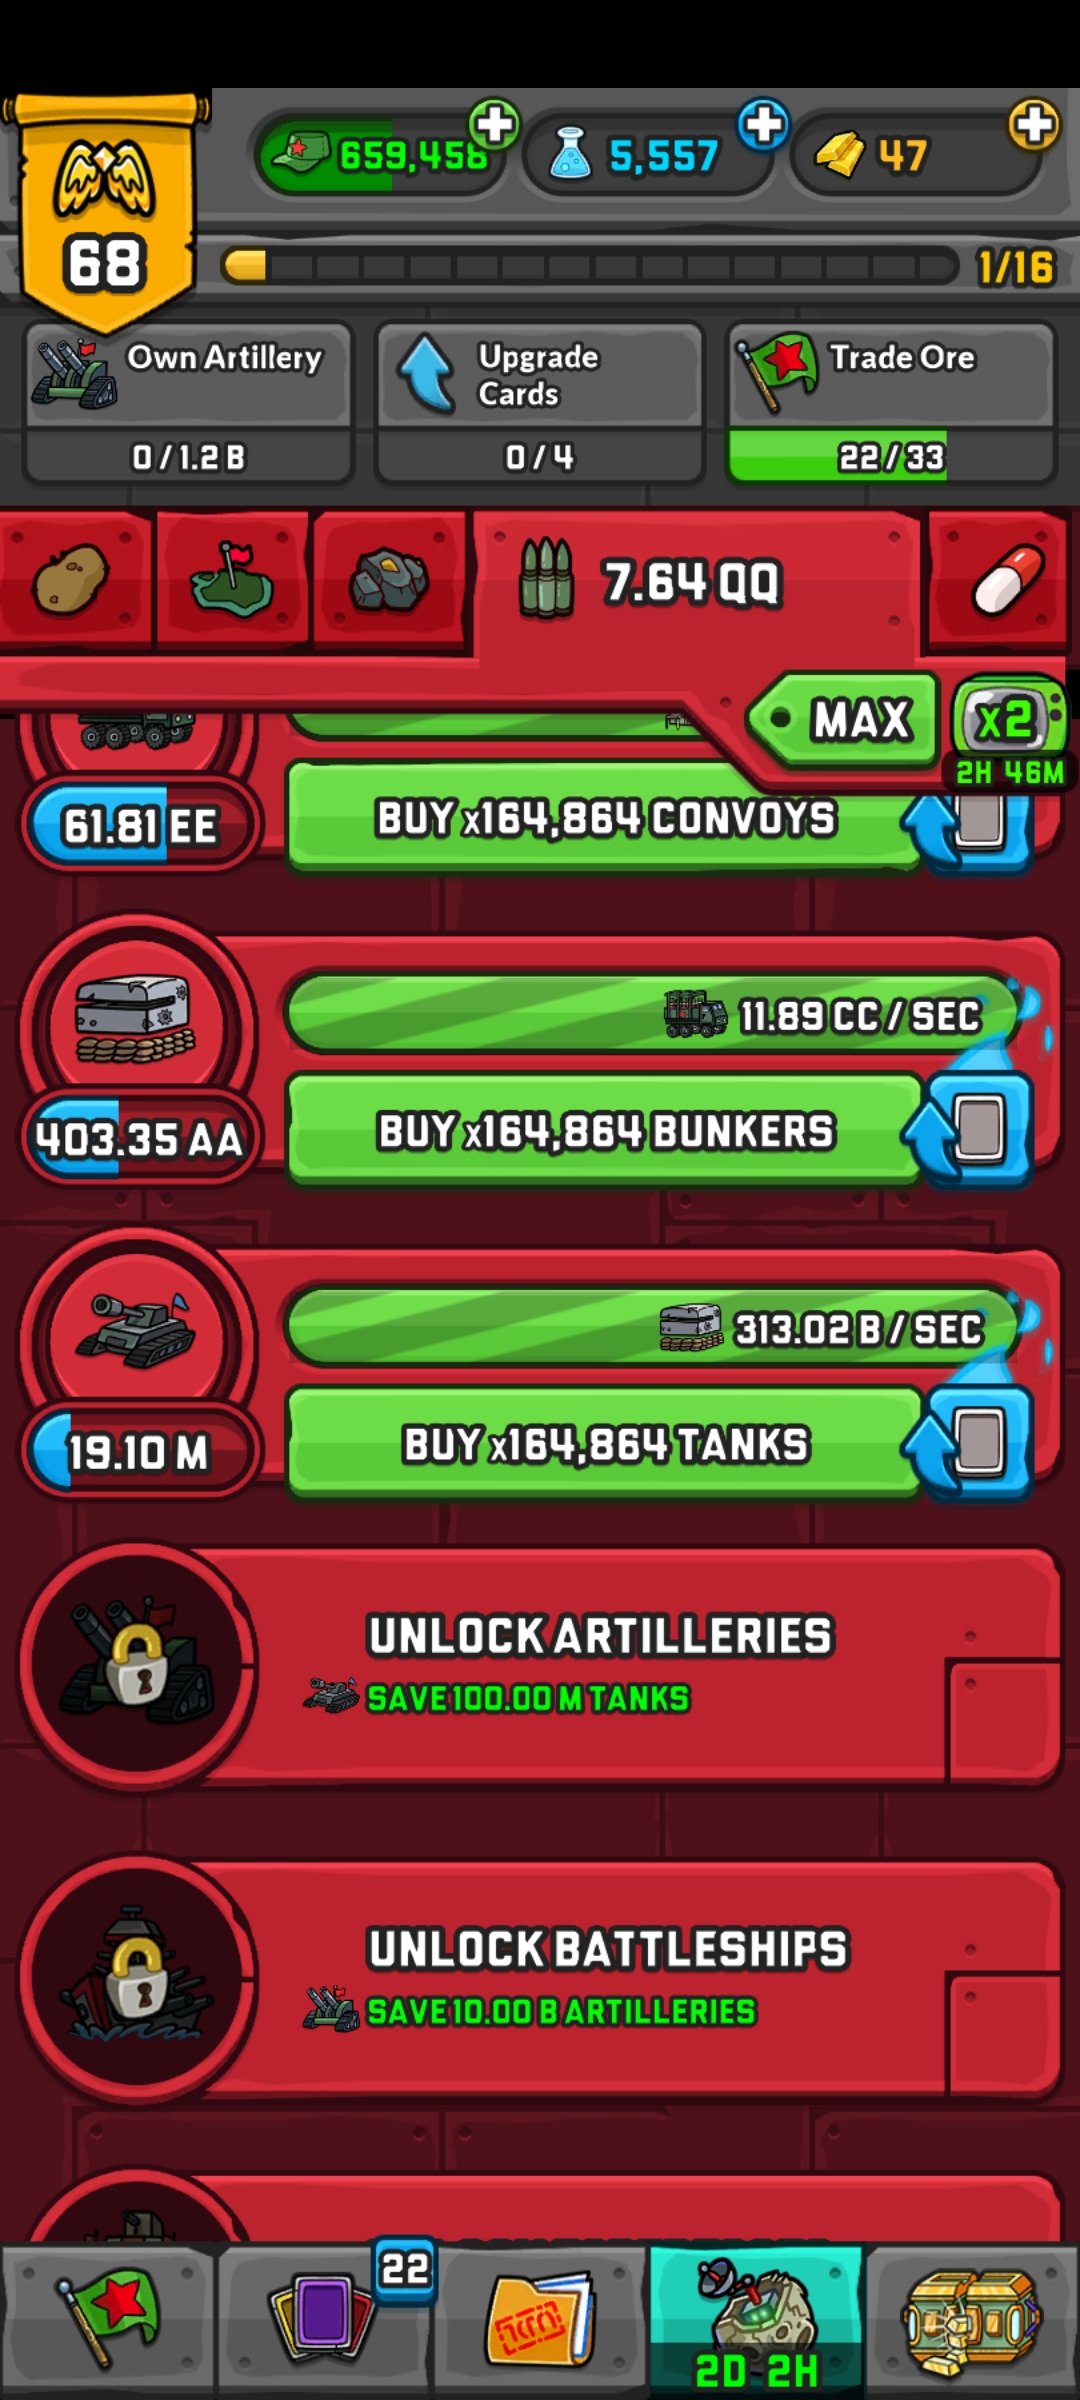 659,458
5,557
47
68
1/16
Own Artillery
0 / 1.2 B
Upgrade
Cards
0 / 4
Trade Ore
22 / 33
7.64 QQ
MAX
x2
2H 46M
61.81 EE
BUY x164,864 CONVOYS
11.89 CC / SEC
403.35 AA
BUY x164,864 BUNKERS
313.02 B / SEC
19.10 M
BUY x164,864 TANKS
UNLOCK ARTILLERIES
SAVE 100.00 M TANKS
UNLOCK BATTLESHIPS
SAVE 10.00 B ARTILLERIES
22
2D 2H